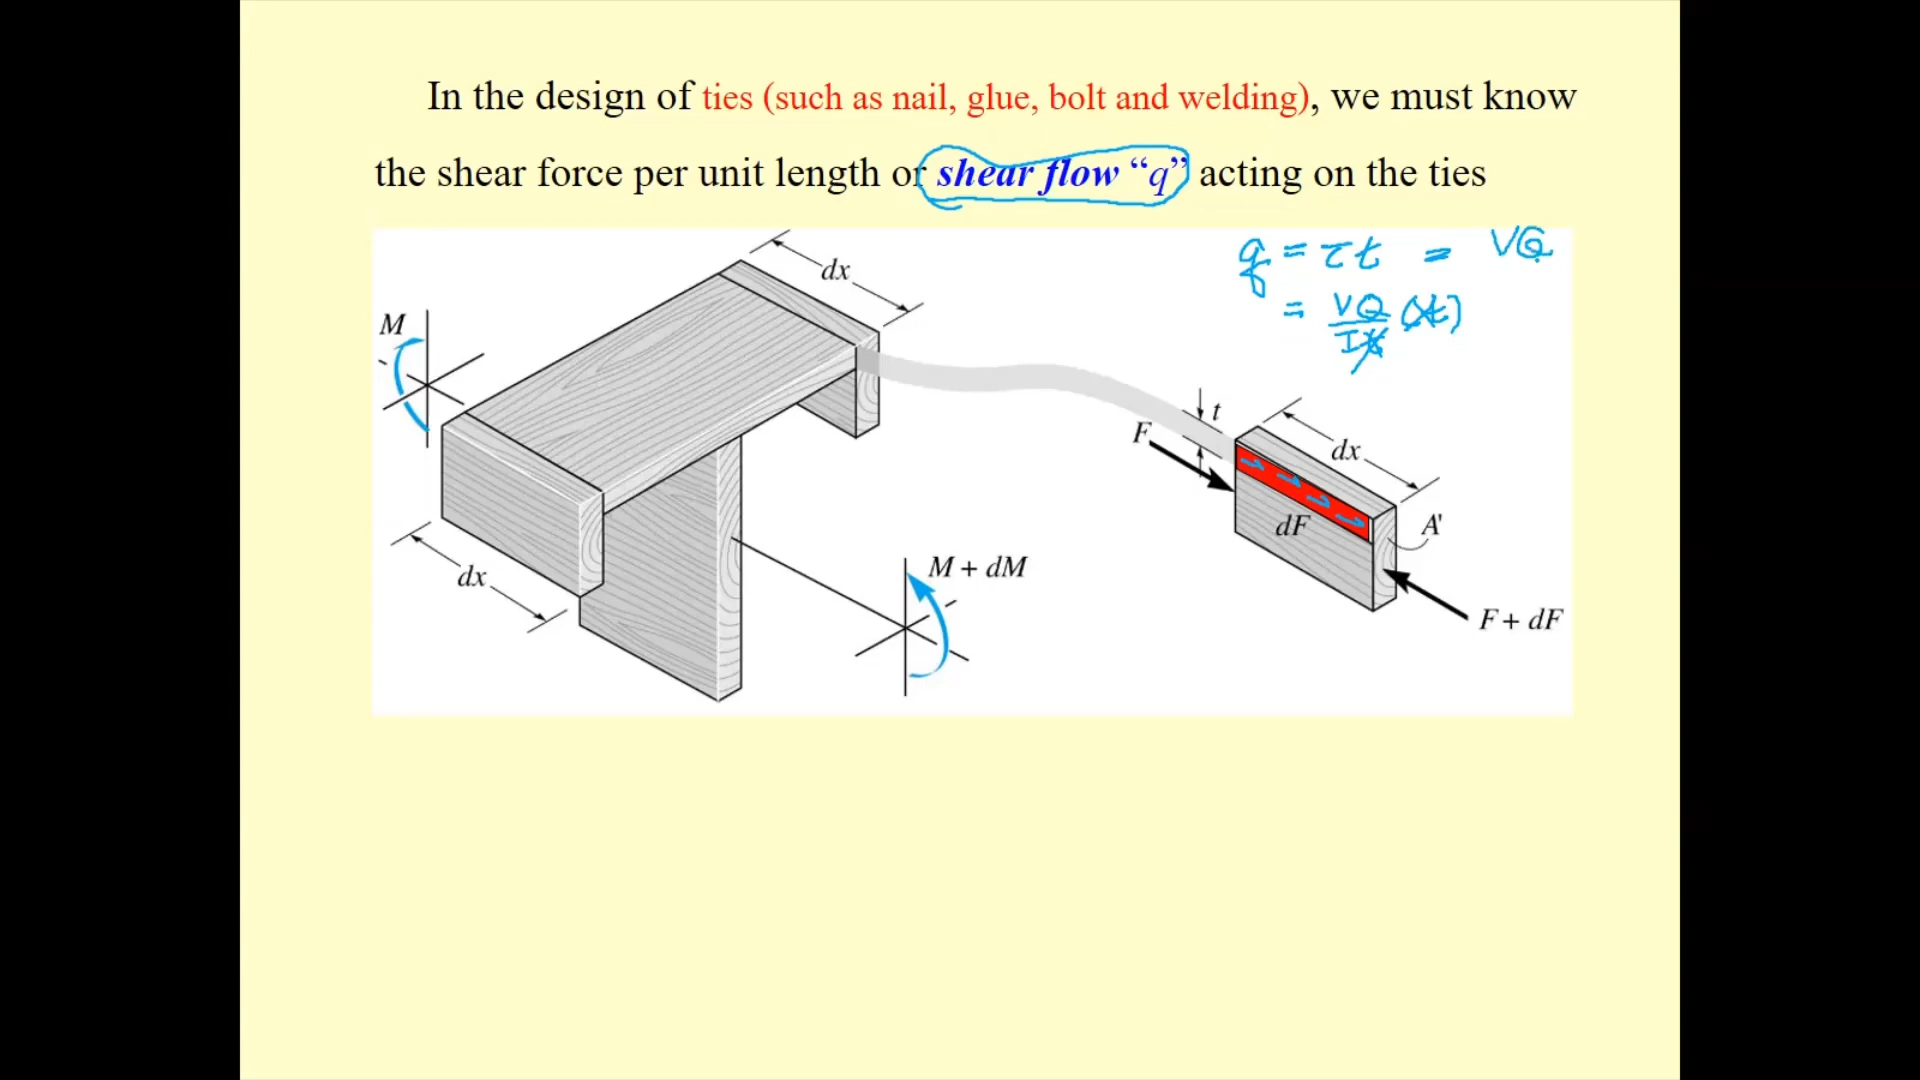 In the design of ties (such as nail, glue, bolt and welding), we must know
the shear force per unit length or shear flow “q” acting on the ties
q = τt = VQ
= VQ/It (t)
dx
M
t
F
dx
dF
A'
M + dM
dx
F + dF